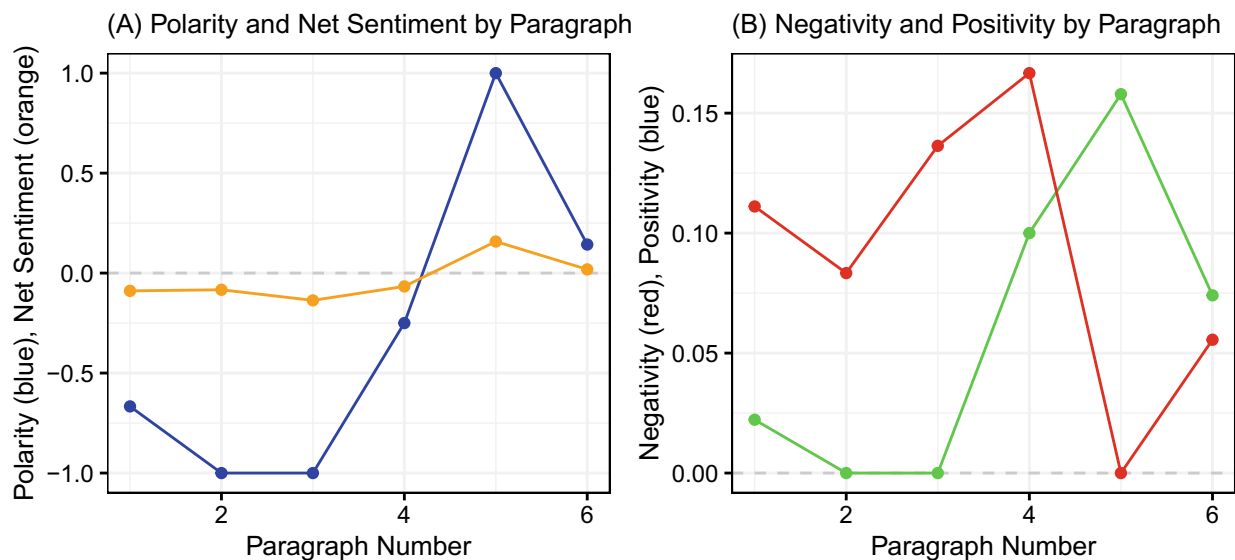 (A) Polarity and Net Sentiment by Paragraph
Polarity (blue), Net Sentiment (orange)
1.0
0.5
0.0
−0.5
−1.0
2
4
6
Paragraph Number
(B) Negativity and Positivity by Paragraph
Negativity (red), Positivity (blue)
0.15
0.10
0.05
0.00
2
4
6
Paragraph Number